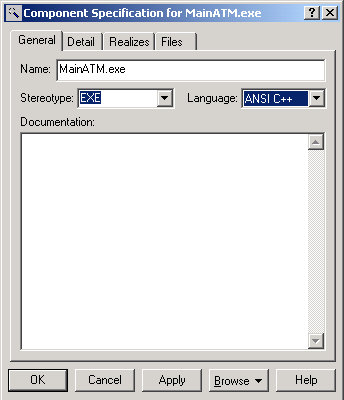 Component Specification for MainATM.exe
General Detail Realizes Files
Name: MainATM.exe
Stereotype: EXE Language: ANSI C++
Documentation:
OK Cancel Apply Browse Help